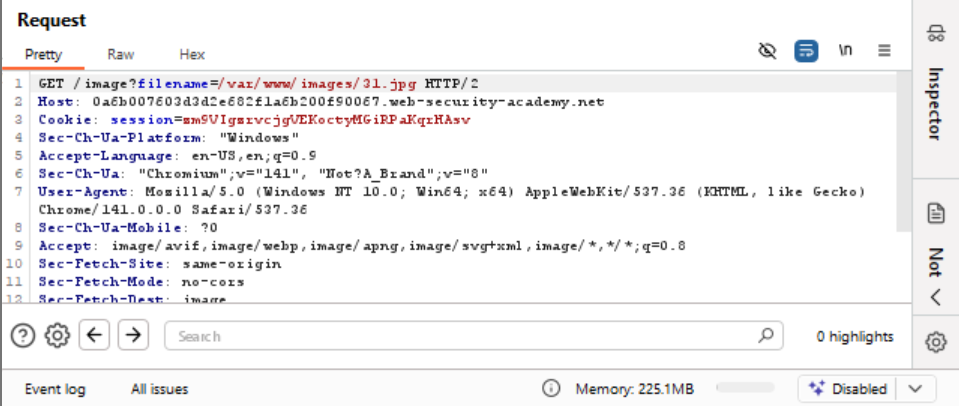 Request
Pretty Raw Hex
\n
1 GET /image?filename=/var/www/images/31.jpg HTTP/2
2 Host: 0a6b007603d3d2e682f1a6b200f90067.web-security-academy.net
3 Cookie: session=
4 Sec-Ch-Ua-Platform: "Windows"
5 Accept-Language: en-US,en;q=0.9
6 Sec-Ch-Ua: "Chromium";v="141", "Not?A_Brand";v="8"
7 User-Agent: Mozilla/5.0 (Windows NT 10.0; Win64; x64) AppleWebKit/537.36 (KHTML, like Gecko)
Chrome/141.0.0.0 Safari/537.36
8 Sec-Ch-Ua-Mobile: ?0
9 Accept: image/avif,image/webp,image/apng,image/svg+xml,image/*,*/*;q=0.8
10 Sec-Fetch-Site: same-origin
11 Sec-Fetch-Mode: no-cors
12 Sec-Fetch-Dest: image
Search
0 highlights
Event log All issues
Memory: 225.1MB
Disabled
Inspector
Not